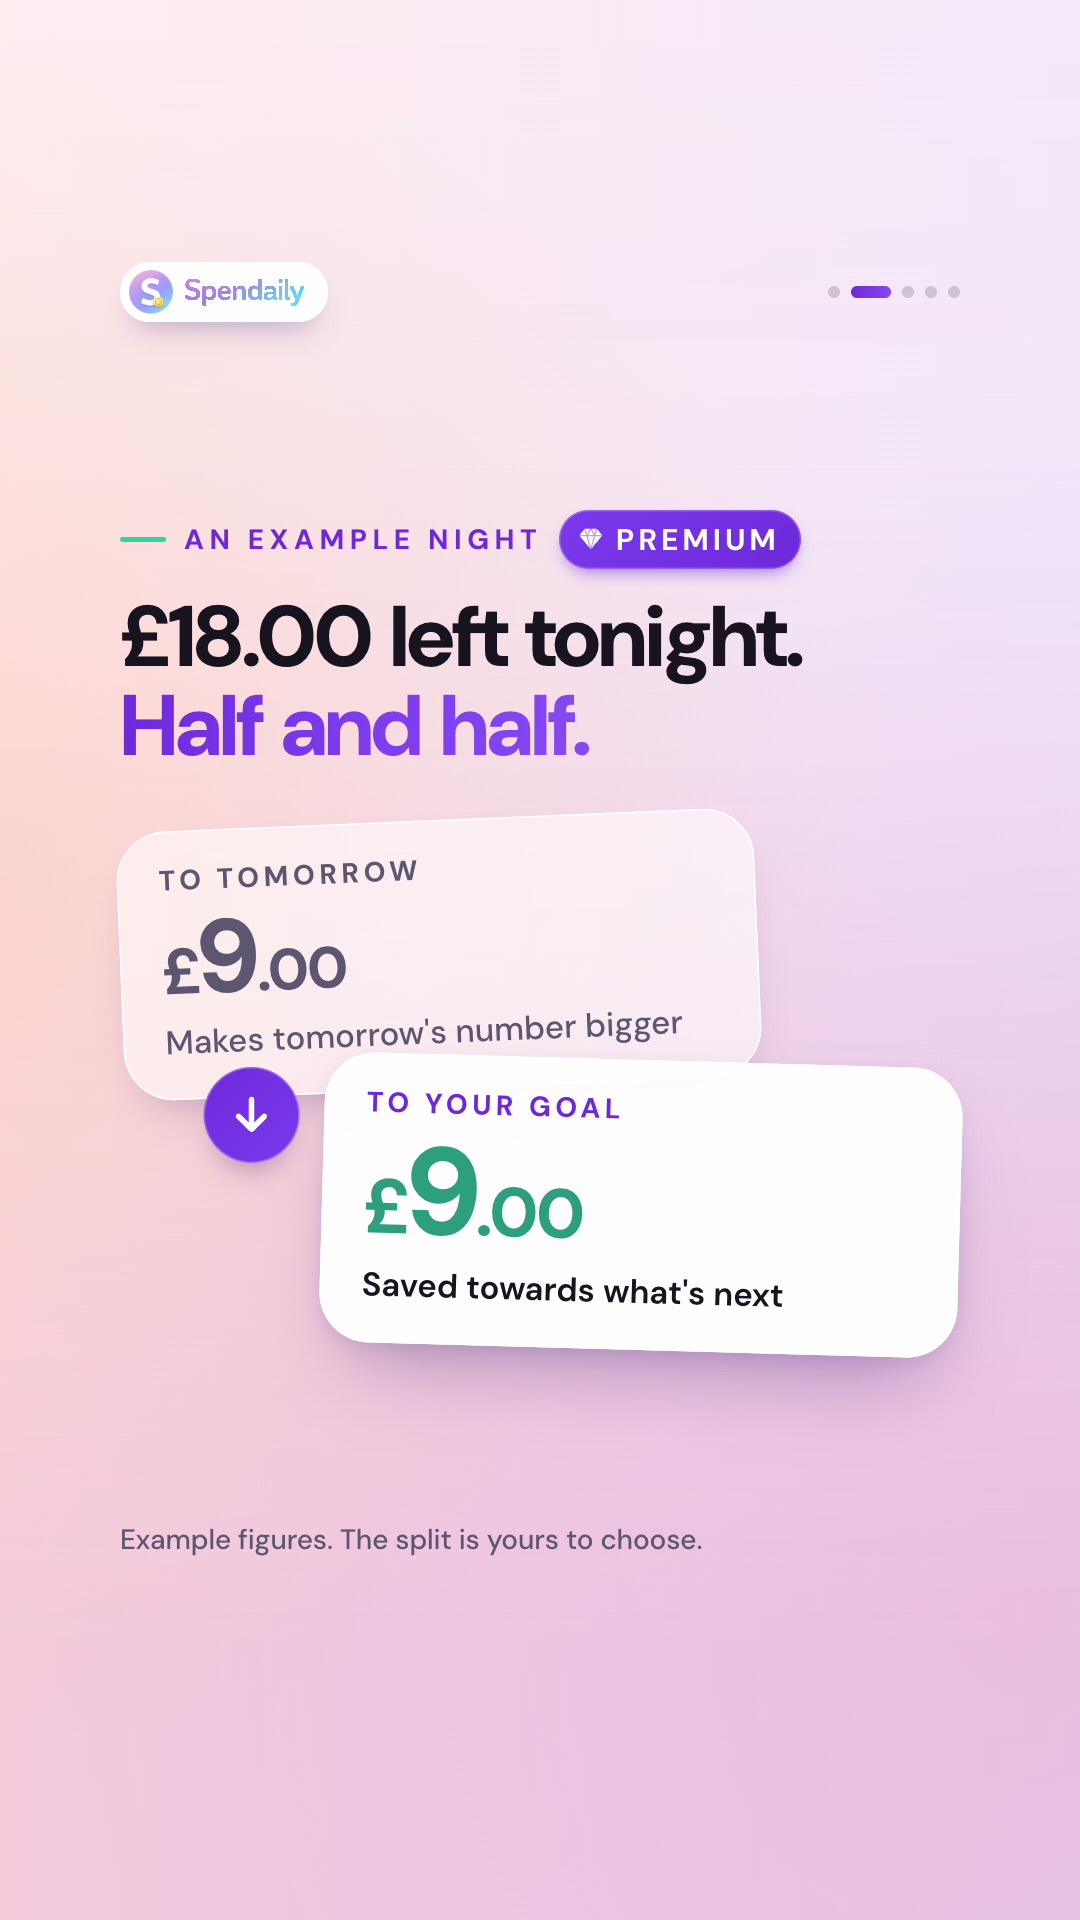 Spendaily
AN EXAMPLE NIGHT
PREMIUM
£18.00 left tonight.
Half and half.
TO TOMORROW
£9.00
Makes tomorrow's number bigger
TO YOUR GOAL
£9.00
Saved towards what's next
Example figures. The split is yours to choose.